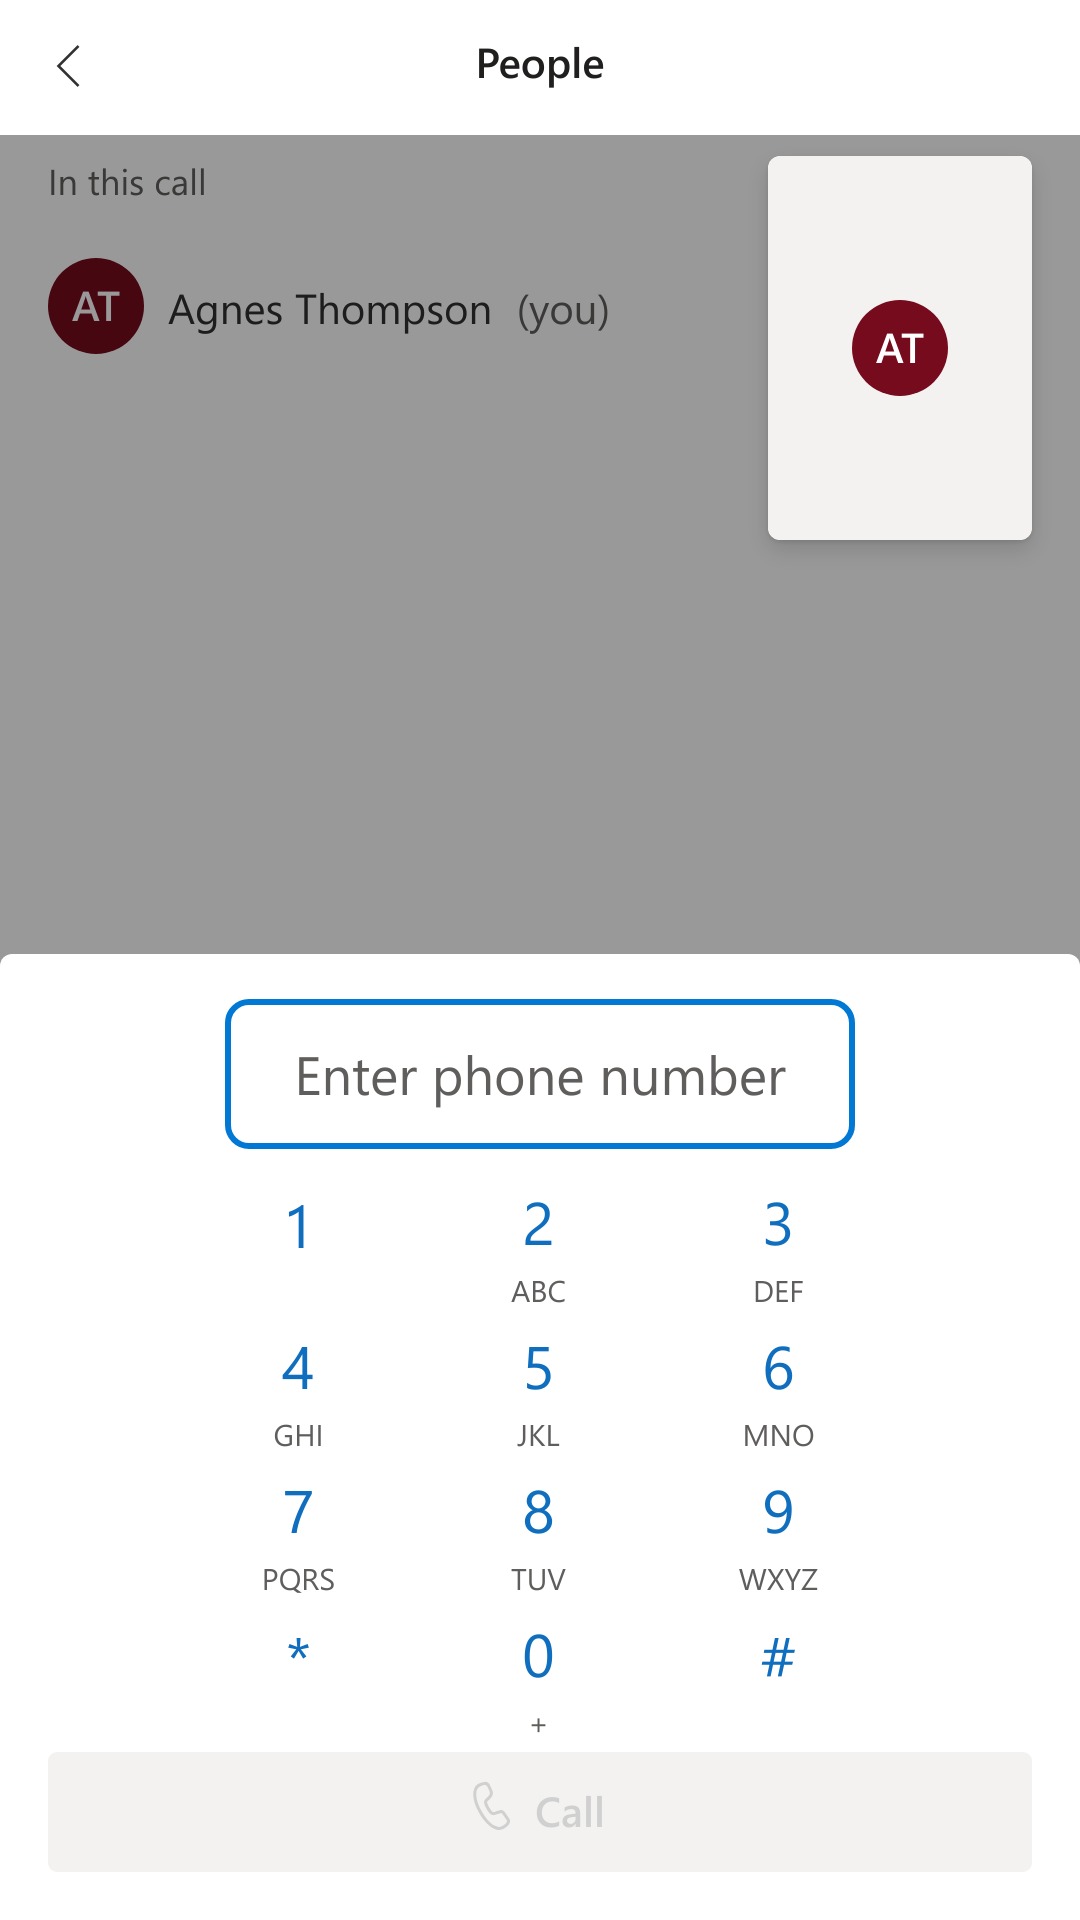 People
In this call
AT Agnes Thompson (you)
AT
Enter phone number
1 2 3
ABC DEF
4 5 6
GHI JKL MNO
7 8 9
PQRS TUV WXYZ
* 0 #
+
Call